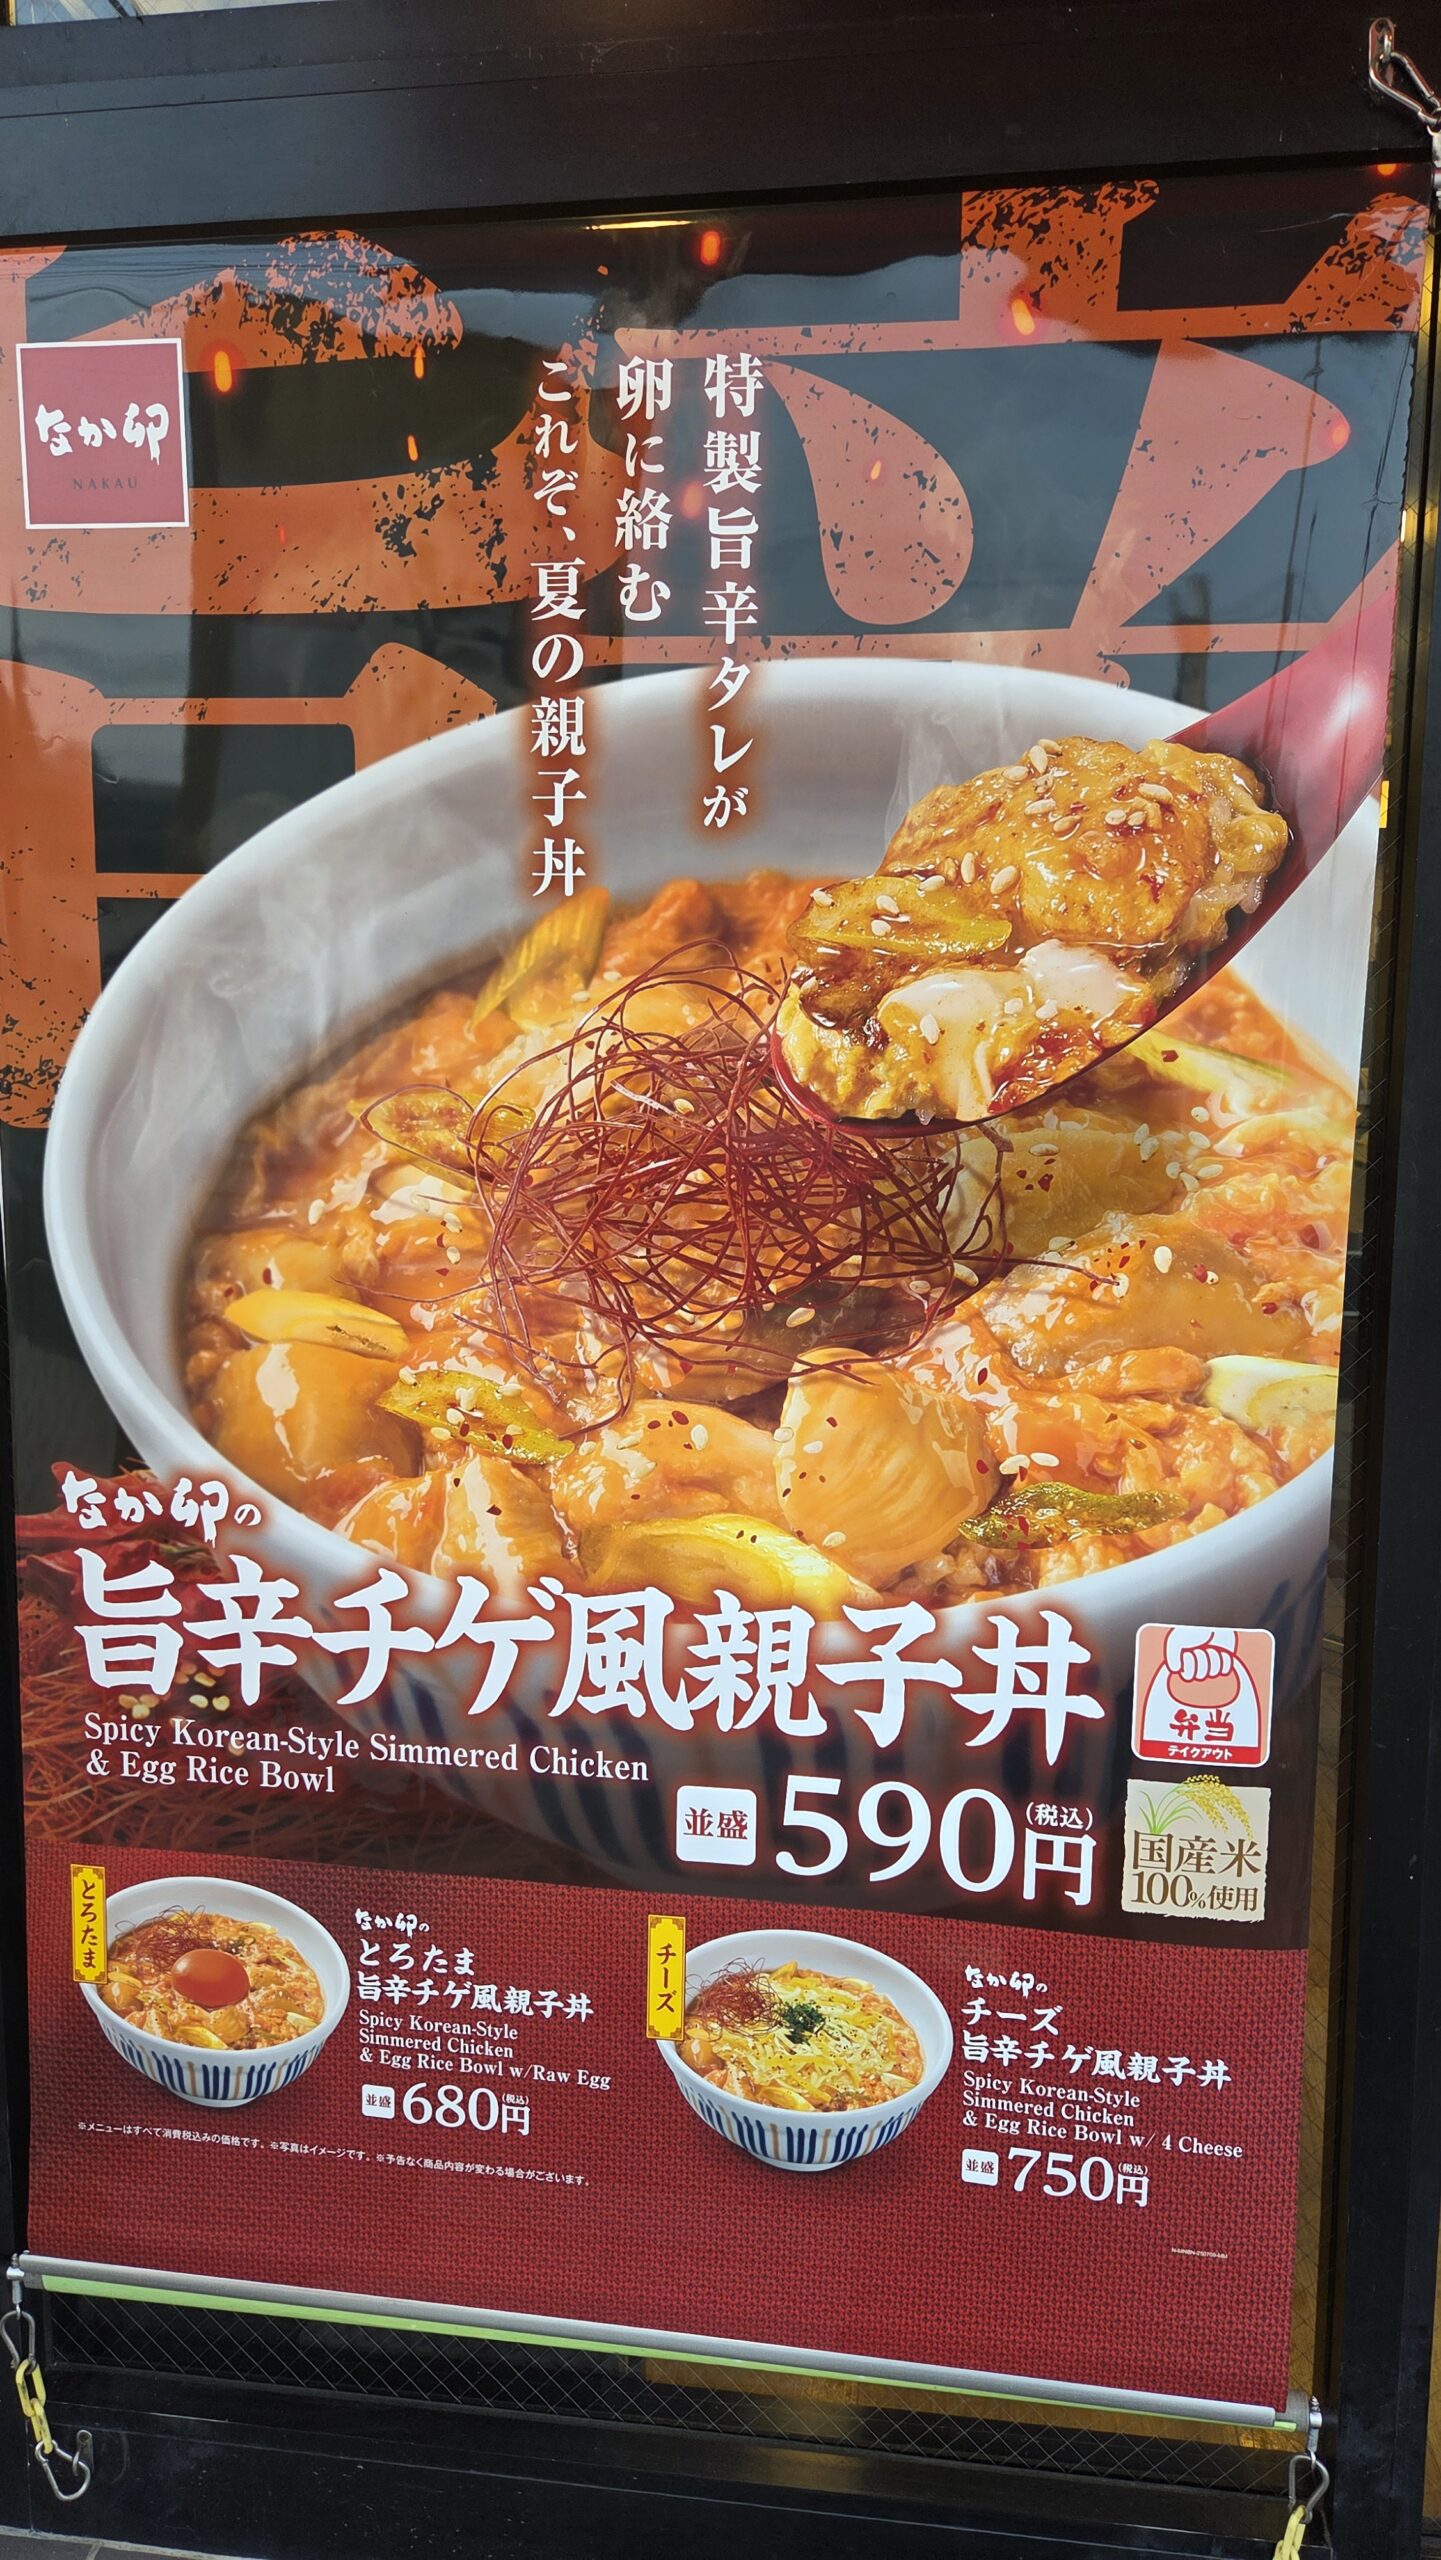 なか卯
NAKAU
特製旨辛タレが
卵に絡む
これぞ、夏の親子丼
旨辛
なか卯の
旨辛チゲ風親子丼
Spicy Korean-Style Simmered Chicken
& Egg Rice Bowl
並盛 590円(税込)
弁当
テイクアウト
国産米
100%使用
とろたま
なか卯の
とろたま
旨辛チゲ風親子丼
Spicy Korean-Style
Simmered Chicken
& Egg Rice Bowl w/Raw Egg
並盛 680円(税込)
チーズ
なか卯の
チーズ
旨辛チゲ風親子丼
Spicy Korean-Style
Simmered Chicken
& Egg Rice Bowl w/ 4 Cheese
並盛 750円(税込)
※メニューはすべて消費税込みの価格です。※写真はイメージです。※予告なく商品内容が変わる場合がございます。